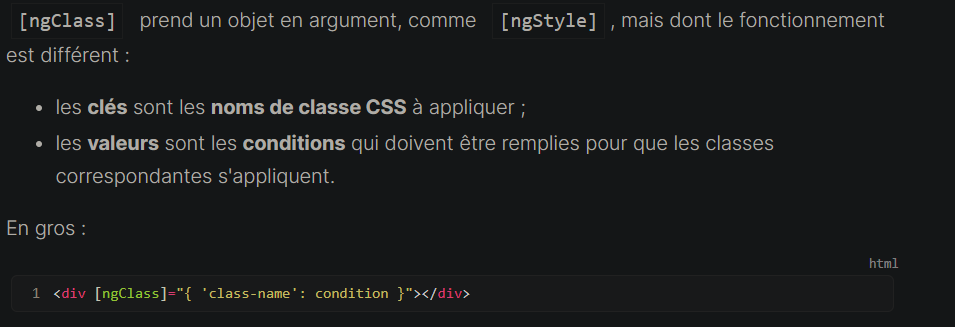 [ngClass] prend un objet en argument, comme [ngStyle] , mais dont le fonctionnement
est différent :
• les clés sont les noms de classe CSS à appliquer ;
• les valeurs sont les conditions qui doivent être remplies pour que les classes
correspondantes s'appliquent.
En gros :
html
1 <div [ngClass]="{ 'class-name': condition }"></div>